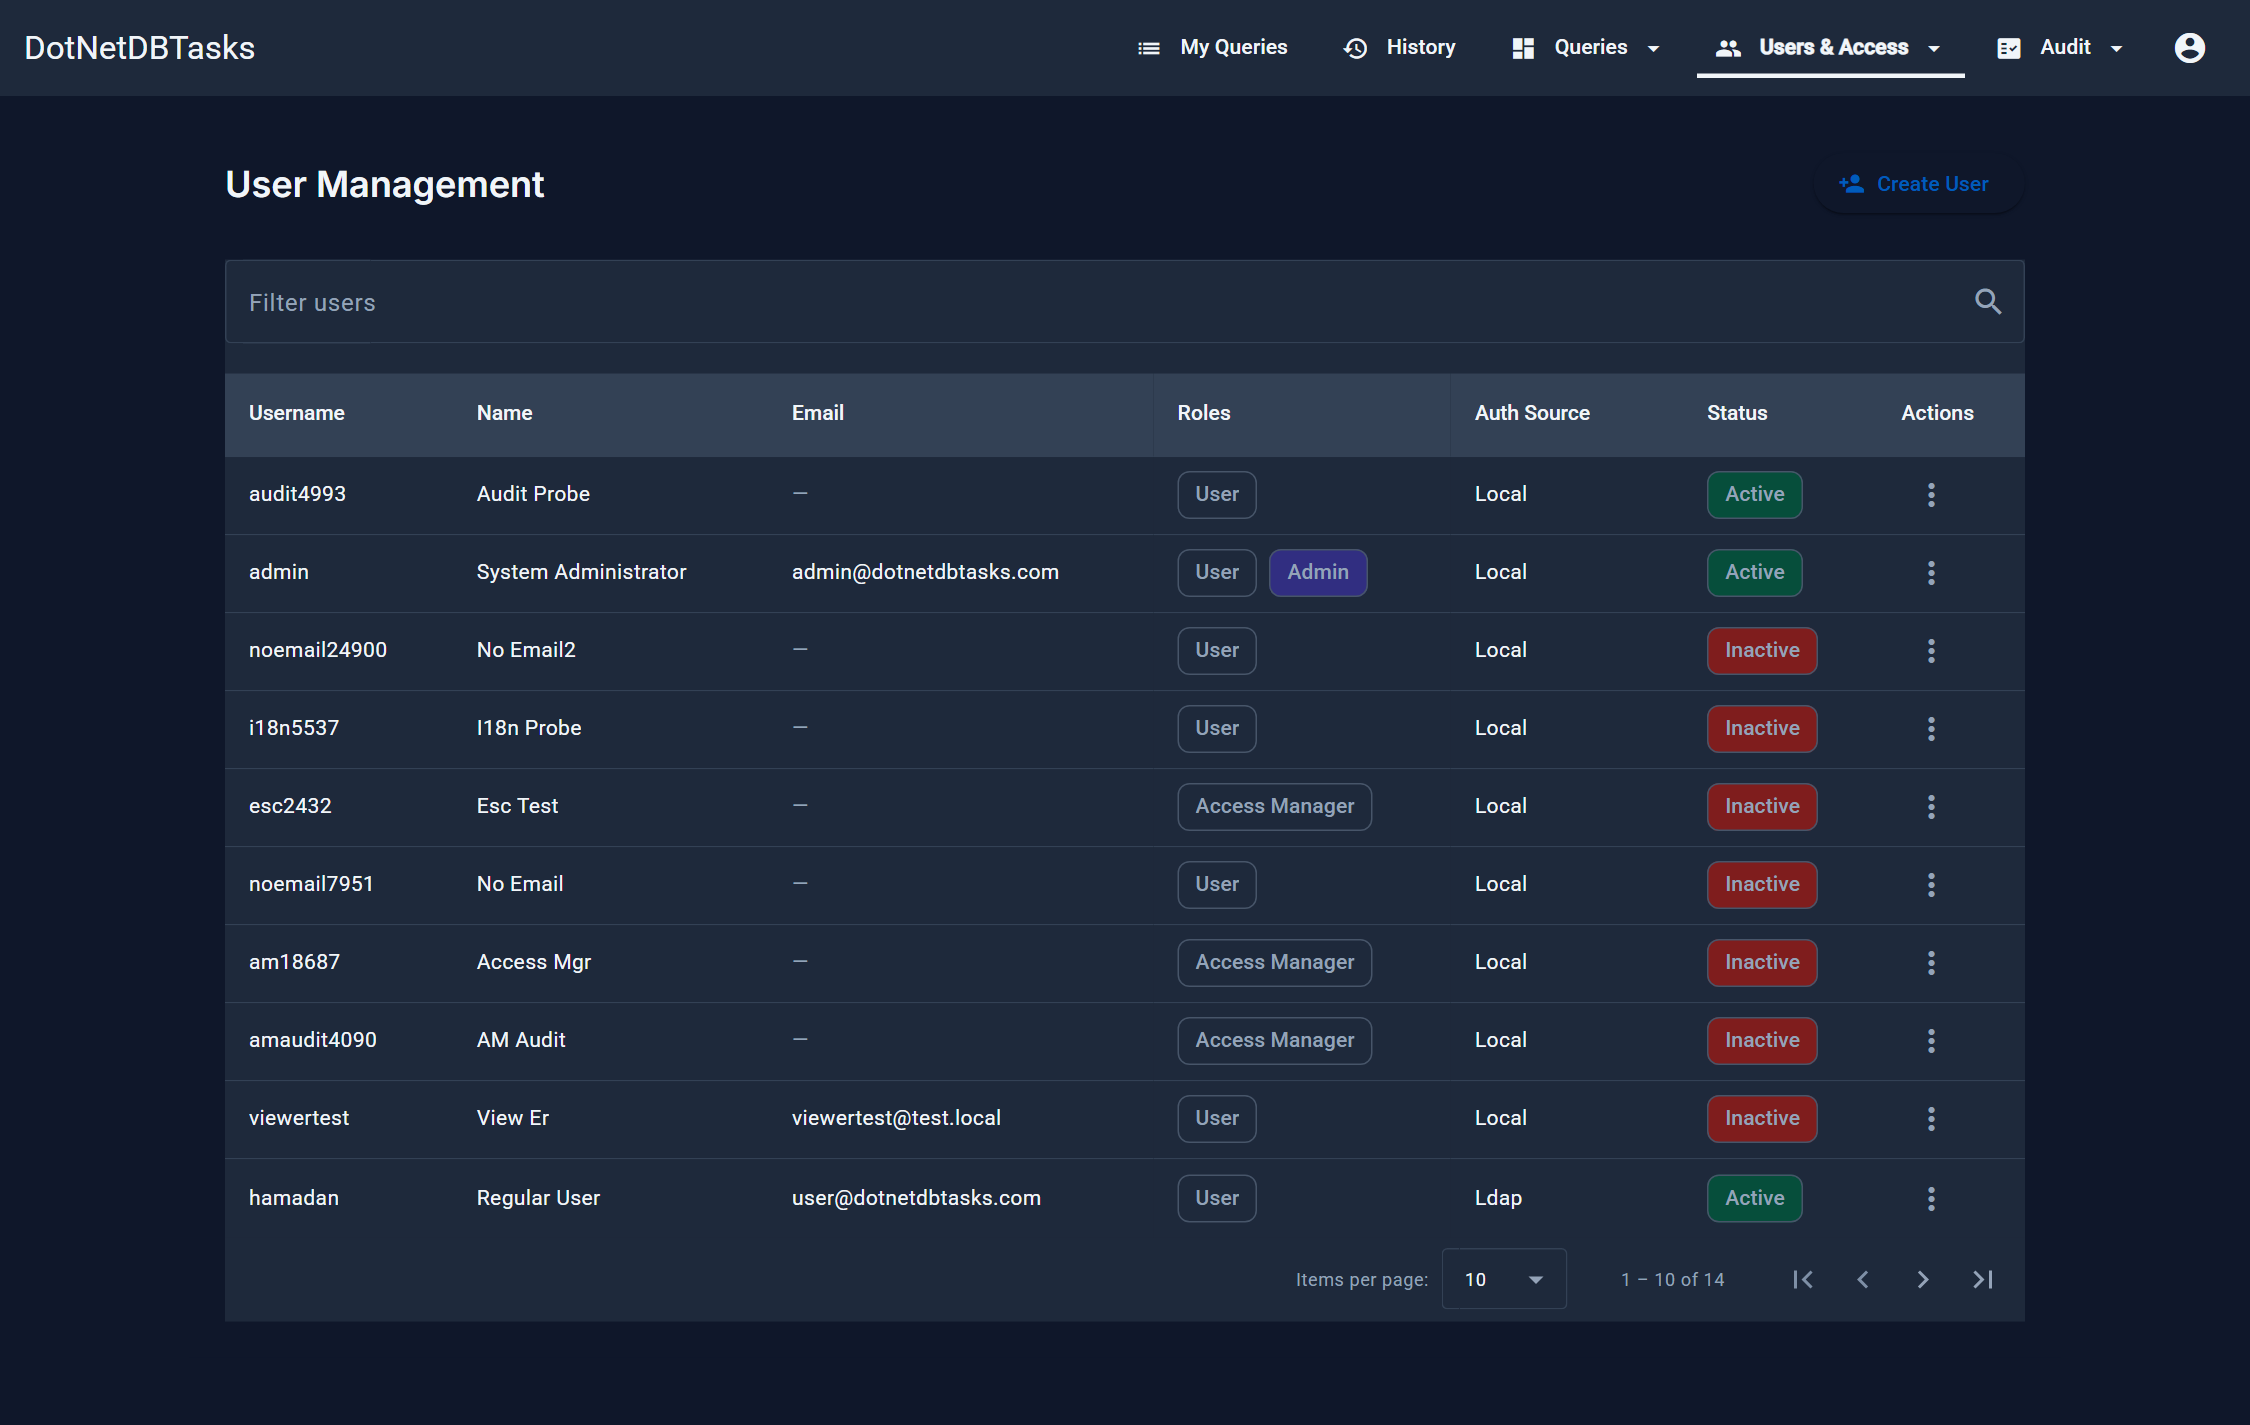 DotNetDBTasks My Queries History Queries Users & Access Audit
User Management Create User
Filter users
Username Name Email Roles Auth Source Status Actions
audit4993 Audit Probe — User Local Active
admin System Administrator admin@dotnetdbtasks.com User Admin Local Active
noemail24900 No Email2 — User Local Inactive
i18n5537 I18n Probe — User Local Inactive
esc2432 Esc Test — Access Manager Local Inactive
noemail7951 No Email — User Local Inactive
am18687 Access Mgr — Access Manager Local Inactive
amaudit4090 AM Audit — Access Manager Local Inactive
viewertest View Er viewertest@test.local User Local Inactive
hamadan Regular User user@dotnetdbtasks.com User Ldap Active
Items per page: 10 1 – 10 of 14